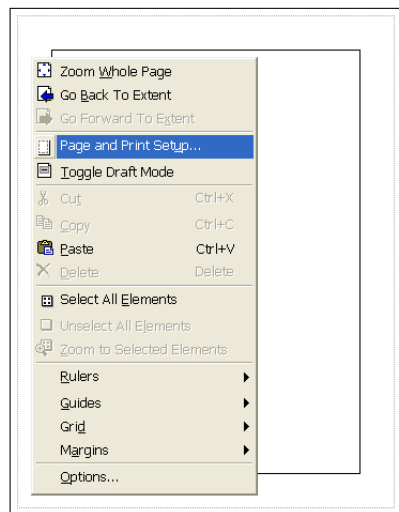 Zoom Whole Page
Go Back To Extent
Go Forward To Extent
Page and Print Setup...
Toggle Draft Mode
Cut Ctrl+X
Copy Ctrl+C
Paste Ctrl+V
Delete Delete
Select All Elements
Unselect All Elements
Zoom to Selected Elements
Rulers
Guides
Grid
Margins
Options...